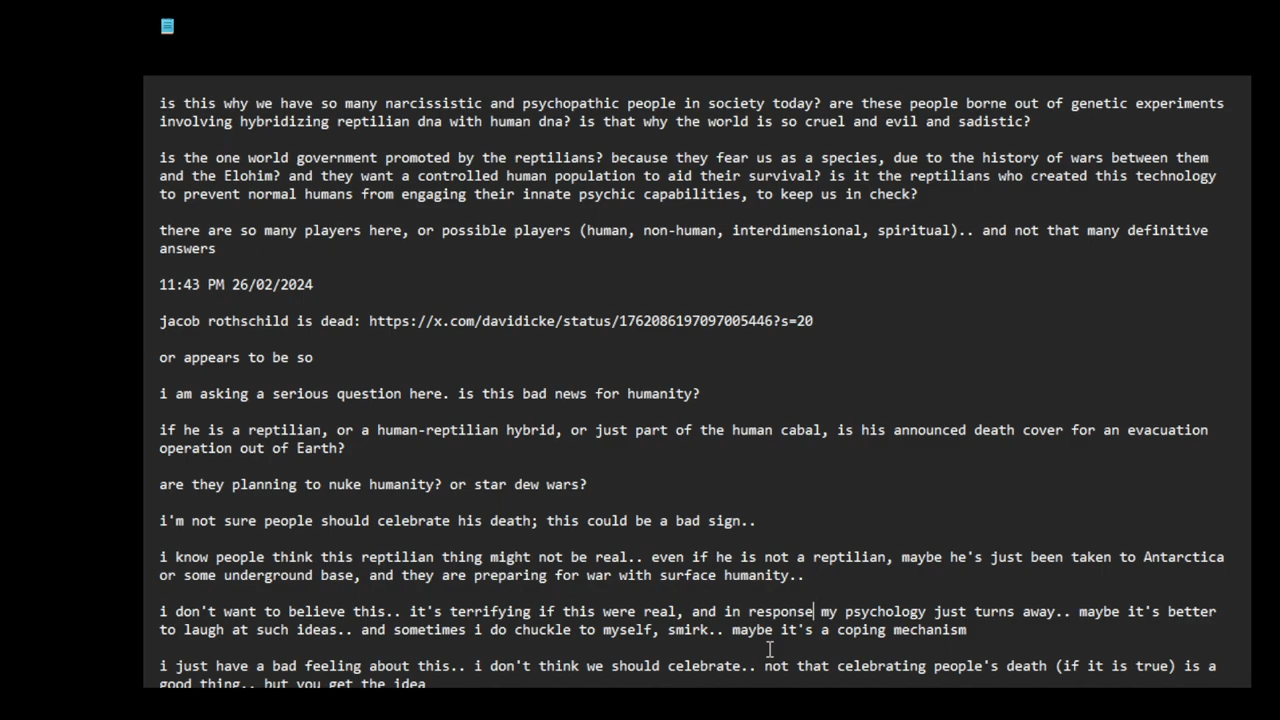 is this why we have so many narcissistic and psychopathic people in society today? are these people borne out of genetic experiments
involving hybridizing reptilian dna with human dna? is that why the world is so cruel and evil and sadistic?
is the one world government promoted by the reptilians? because they fear us as a species, due to the history of wars between them
and the Elohim? and they want a controlled human population to aid their survival? is it the reptilians who created this technology
to prevent normal humans from engaging their innate psychic capabilities, to keep us in check?
there are so many players here, or possible players (human, non-human, interdimensional, spiritual).. and not that many definitive
answers
11:43 PM 26/02/2024
jacob rothschild is dead: https://x.com/davidicke/status/1762086197097005446?s=20
or appears to be so
i am asking a serious question here. is this bad news for humanity?
if he is a reptilian, or a human-reptilian hybrid, or just part of the human cabal, is his announced death cover for an evacuation
operation out of Earth?
are they planning to nuke humanity? or star dew wars?
i'm not sure people should celebrate his death; this could be a bad sign..
i know people think this reptilian thing might not be real.. even if he is not a reptilian, maybe he's just been taken to Antarctica
or some underground base, and they are preparing for war with surface humanity..
i don't want to believe this.. it's terrifying if this were real, and in response my psychology just turns away.. maybe it's better
to laugh at such ideas.. and sometimes i do chuckle to myself, smirk.. maybe it's a coping mechanism
i just have a bad feeling about this.. i don't think we should celebrate.. not that celebrating people's death (if it is true) is a
good thing.. but you get the idea